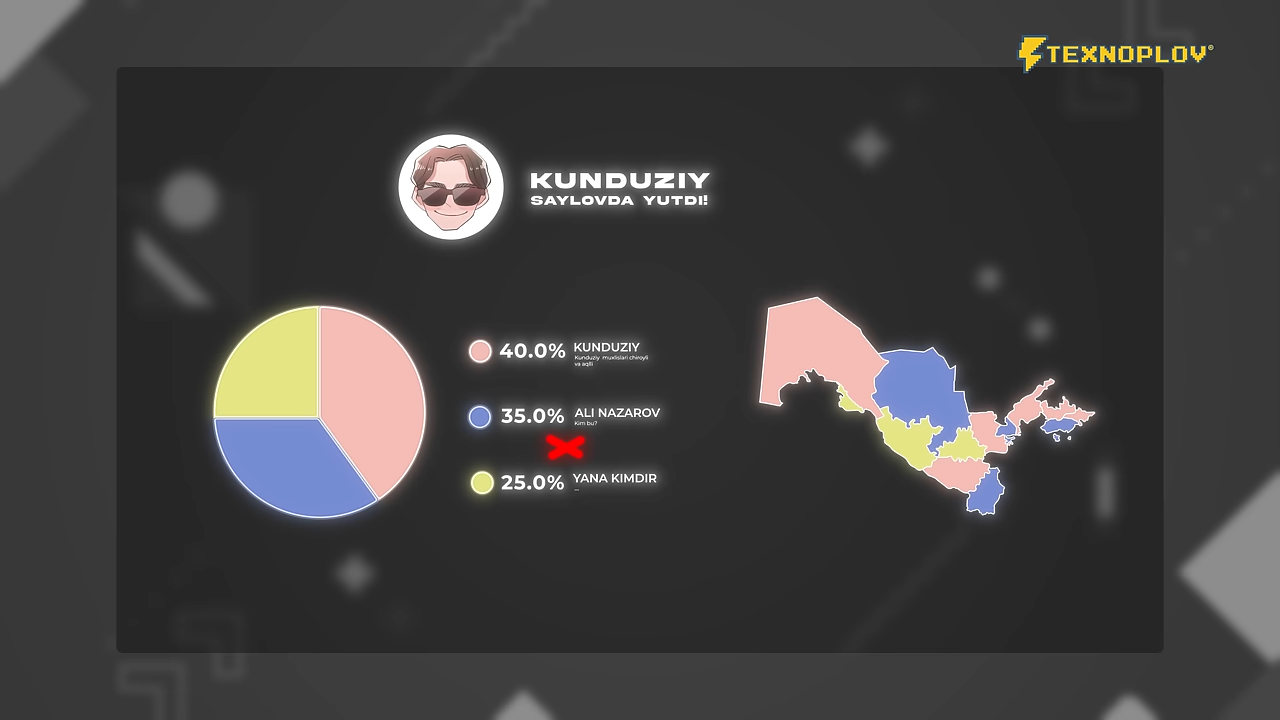 TEXNOPLOV
KUNDUZIY
SAYLOVDA YUTDI!
40.0% KUNDUZIY
Kunduziy muxlislari chiroyli
va aqlli
35.0% ALI NAZAROV
Kim bu?
25.0% YANA KIMDIR
...